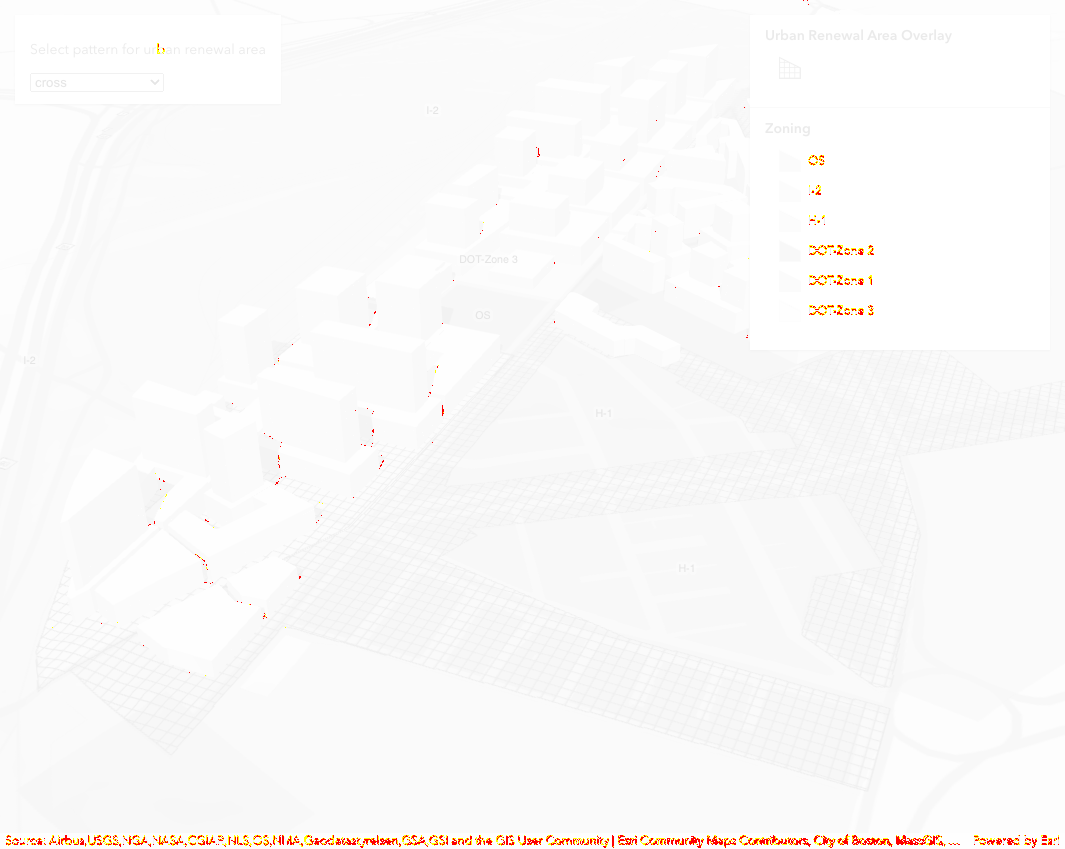 Select pattern for urban renewal area
cross
Urban Renewal Area Overlay
Zoning
OS
I-2
H-1
DOT-Zone 2
DOT-Zone 1
DOT-Zone 3
I-2
DOT-Zone 3
OS
I-2
H-1
H-1
Source: Airbus,USGS,NGA,NASA,CGIAR,NLS,OS,NMA,Geodatastyrelsen,GSA,GSI and the GIS User Community | Esri Community Maps Contributors, City of Boston, MassGIS, ... Powered by Esri